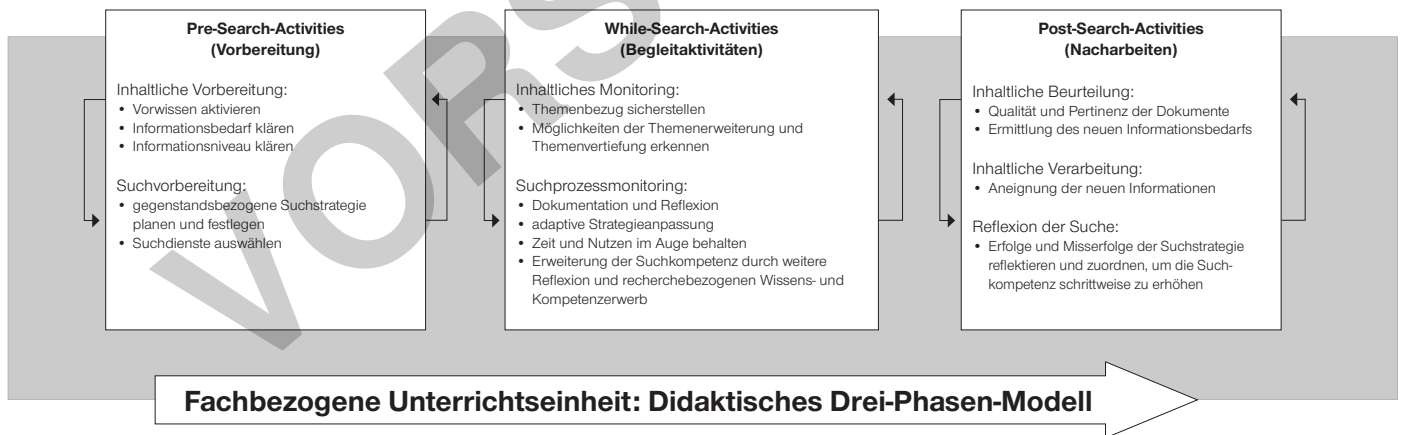 Pre-Search-Activities
(Vorbereitung)
Inhaltliche Vorbereitung:
• Vorwissen aktivieren
• Informationsbedarf klären
• Informationsniveau klären
Suchvorbereitung:
• gegenstandsbezogene Suchstrategie
planen und festlegen
• Suchdienste auswählen
While-Search-Activities
(Begleitaktivitäten)
Inhaltliches Monitoring:
• Themenbezug sicherstellen
• Möglichkeiten der Themenerweiterung und
Themenvertiefung erkennen
Suchprozessmonitoring:
• Dokumentation und Reflexion
• adaptive Strategieanpassung
• Zeit und Nutzen im Auge behalten
• Erweiterung der Suchkompetenz durch weitere
Reflexion und recherchebezogenen Wissens- und
Kompetenzerwerb
Post-Search-Activities
(Nacharbeiten)
Inhaltliche Beurteilung:
• Qualität und Pertinenz der Dokumente
• Ermittlung des neuen Informationsbedarfs
Inhaltliche Verarbeitung:
• Aneignung der neuen Informationen
Reflexion der Suche:
• Erfolge und Misserfolge der Suchstrategie
reflektieren und zuordnen, um die Such-
kompetenz schrittweise zu erhöhen
Fachbezogene Unterrichtseinheit: Didaktisches Drei-Phasen-Modell
VORS